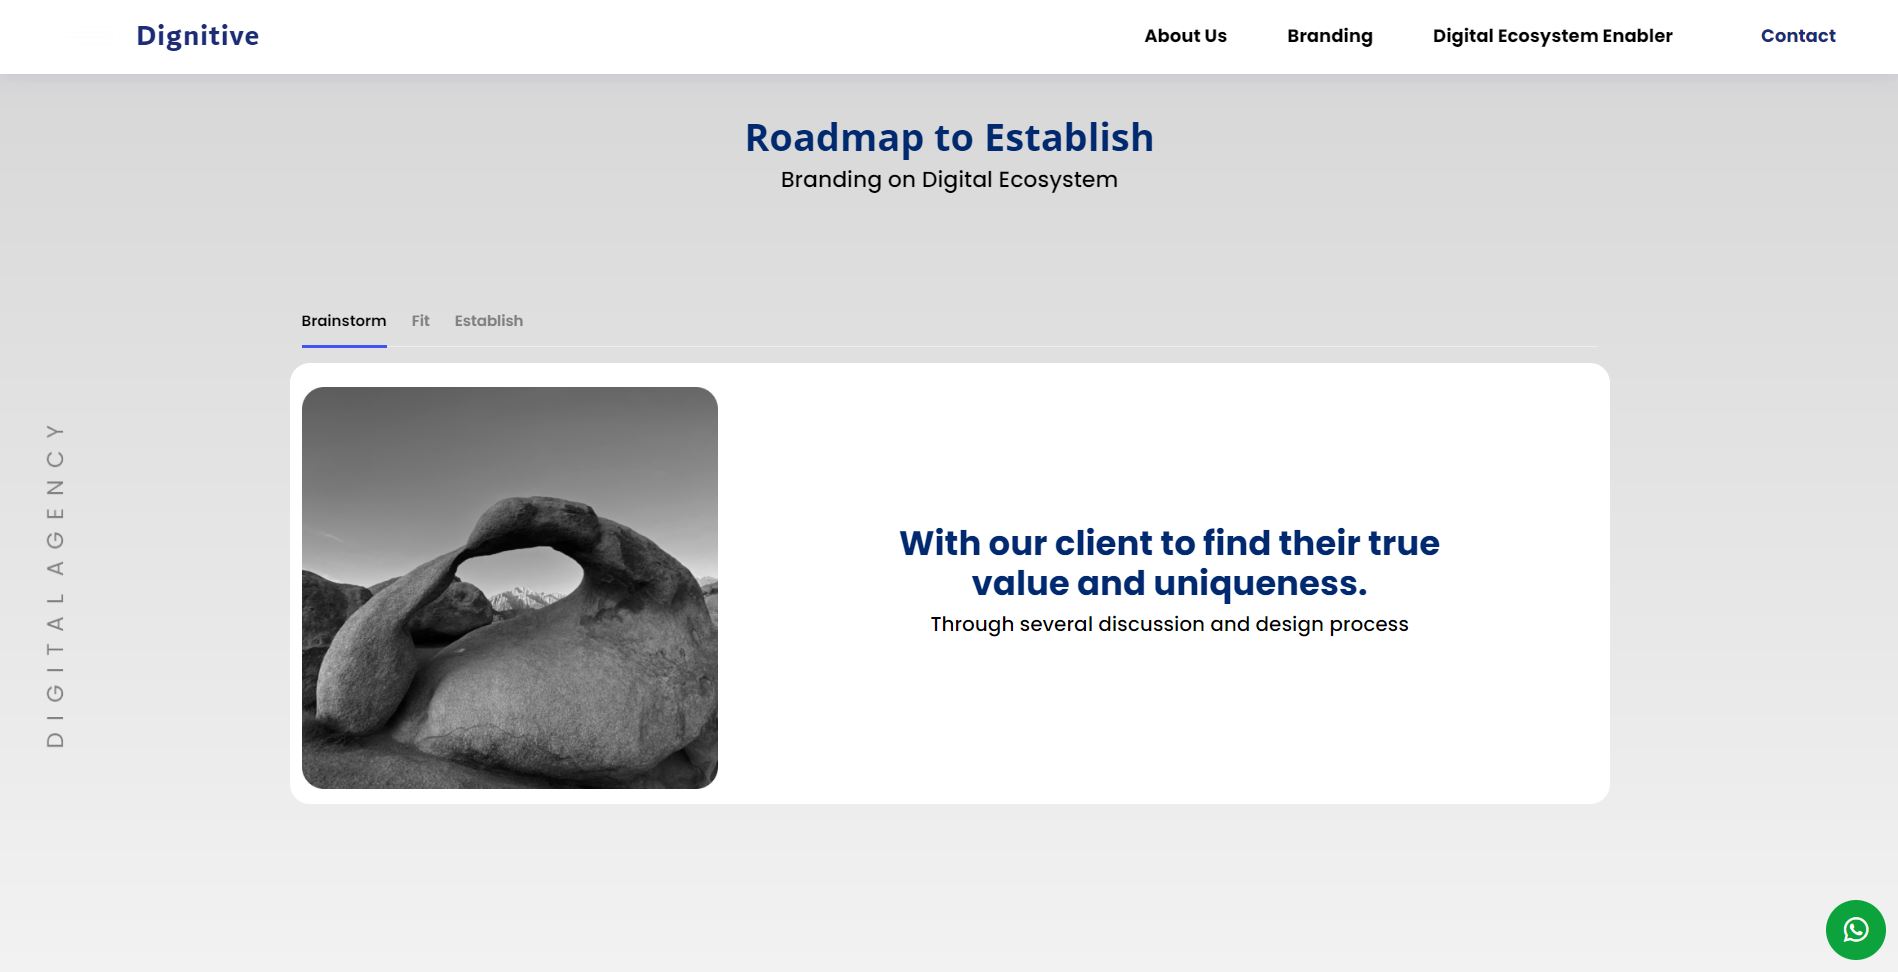 Dignitive
About Us
Branding
Digital Ecosystem Enabler
Contact
Roadmap to Establish
Branding on Digital Ecosystem
Brainstorm
Fit
Establish
DIGITAL AGENCY
With our client to find their true
value and uniqueness.
Through several discussion and design process